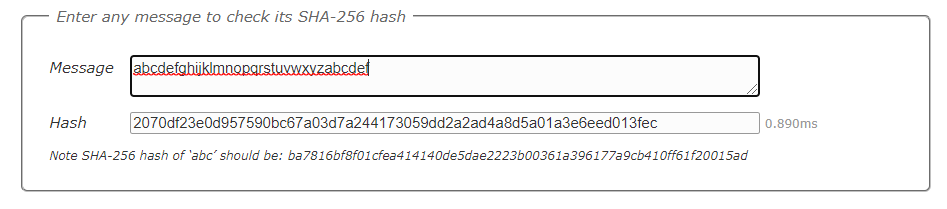 Enter any message to check its SHA-256 hash
Message abcdefghijklmnopqrstuvwxyzabcdef
Hash 2070df23e0d957590bc67a03d7a244173059dd2a2ad4a8d5a01a3e6eed013fec 0.890ms
Note SHA-256 hash of ‘abc’ should be: ba7816bf8f01cfea414140de5dae2223b00361a396177a9cb410ff61f20015ad